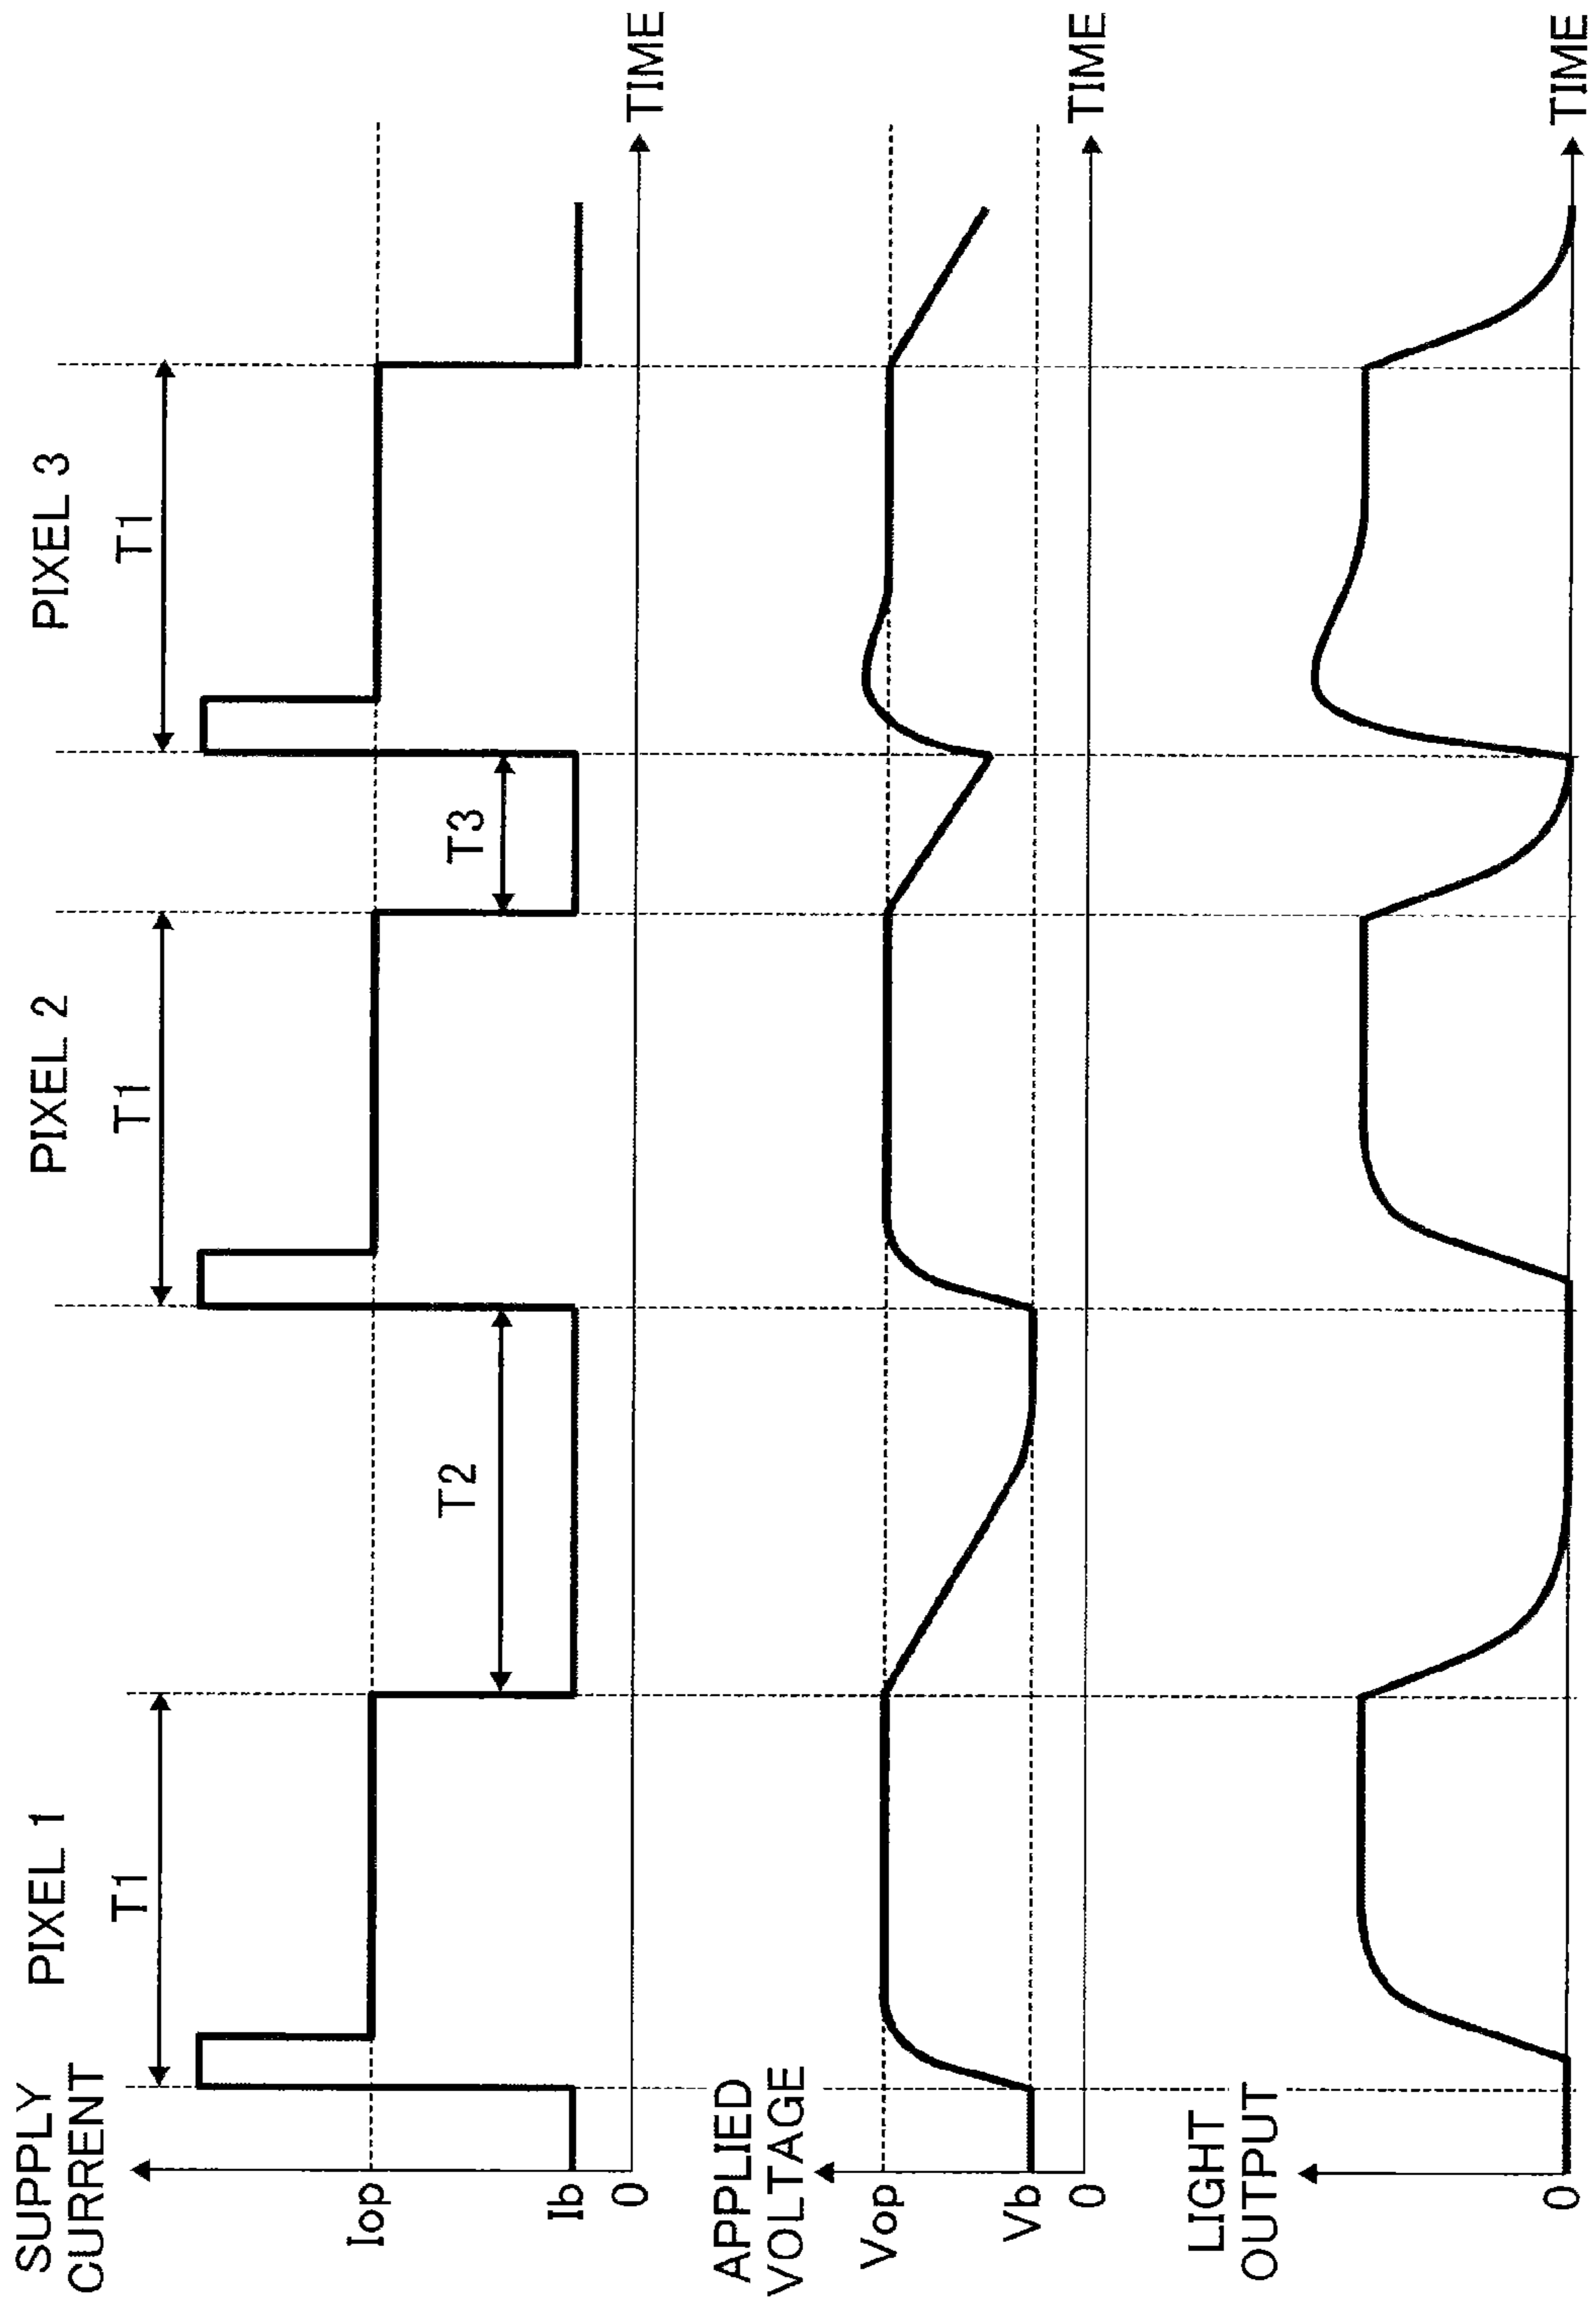 SUPPLY
CURRENT
PIXEL 1
PIXEL 2
PIXEL 3
T1
T1
T1
T2
T3
Iop
Ib
0
TIME
APPLIED
VOLTAGE
Vop
Vb
0
TIME
LIGHT
OUTPUT
0
TIME